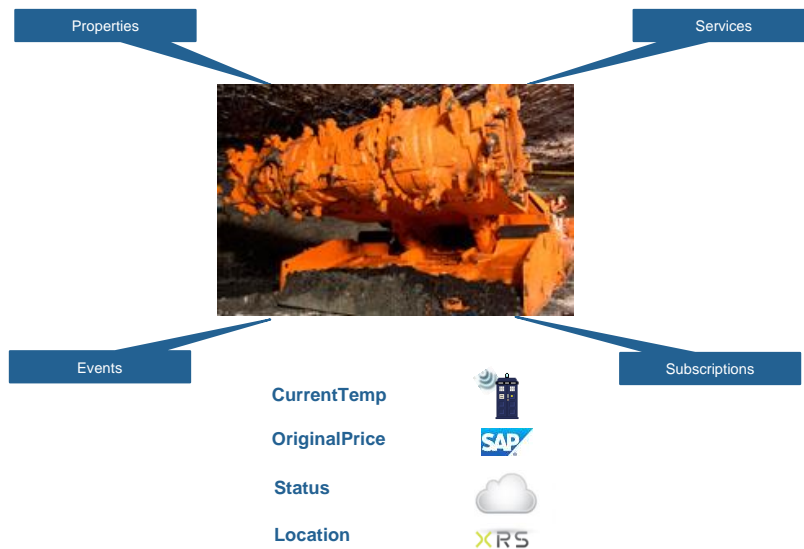 Properties
Services
Events
Subscriptions
CurrentTemp
OriginalPrice
SAP
Status
Location
XRS